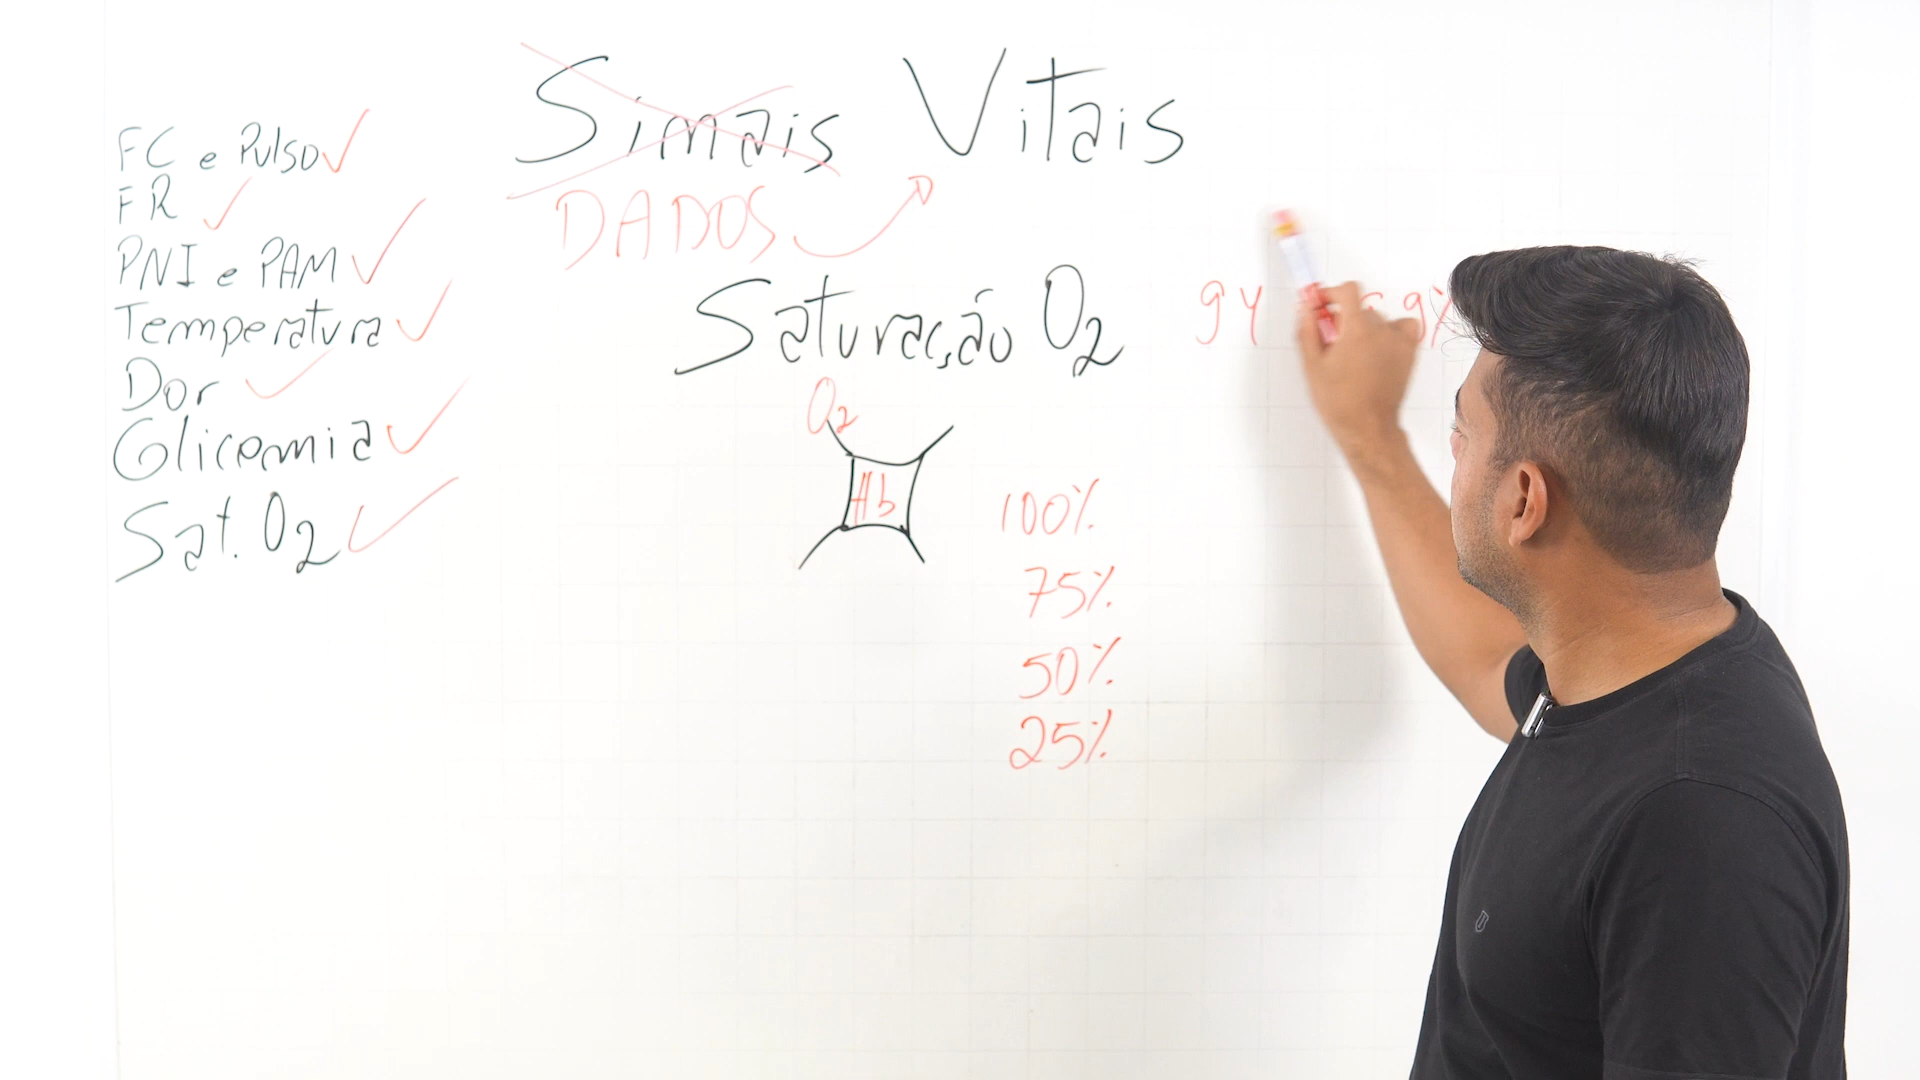 Sinais Vitais
DADOS
FC e Pulso
FR
PNI e PAM
Temperatura
Dor
Glicemia
Sat. O2
Saturação O2
94
O2
Hb
100%
75%
50%
25%